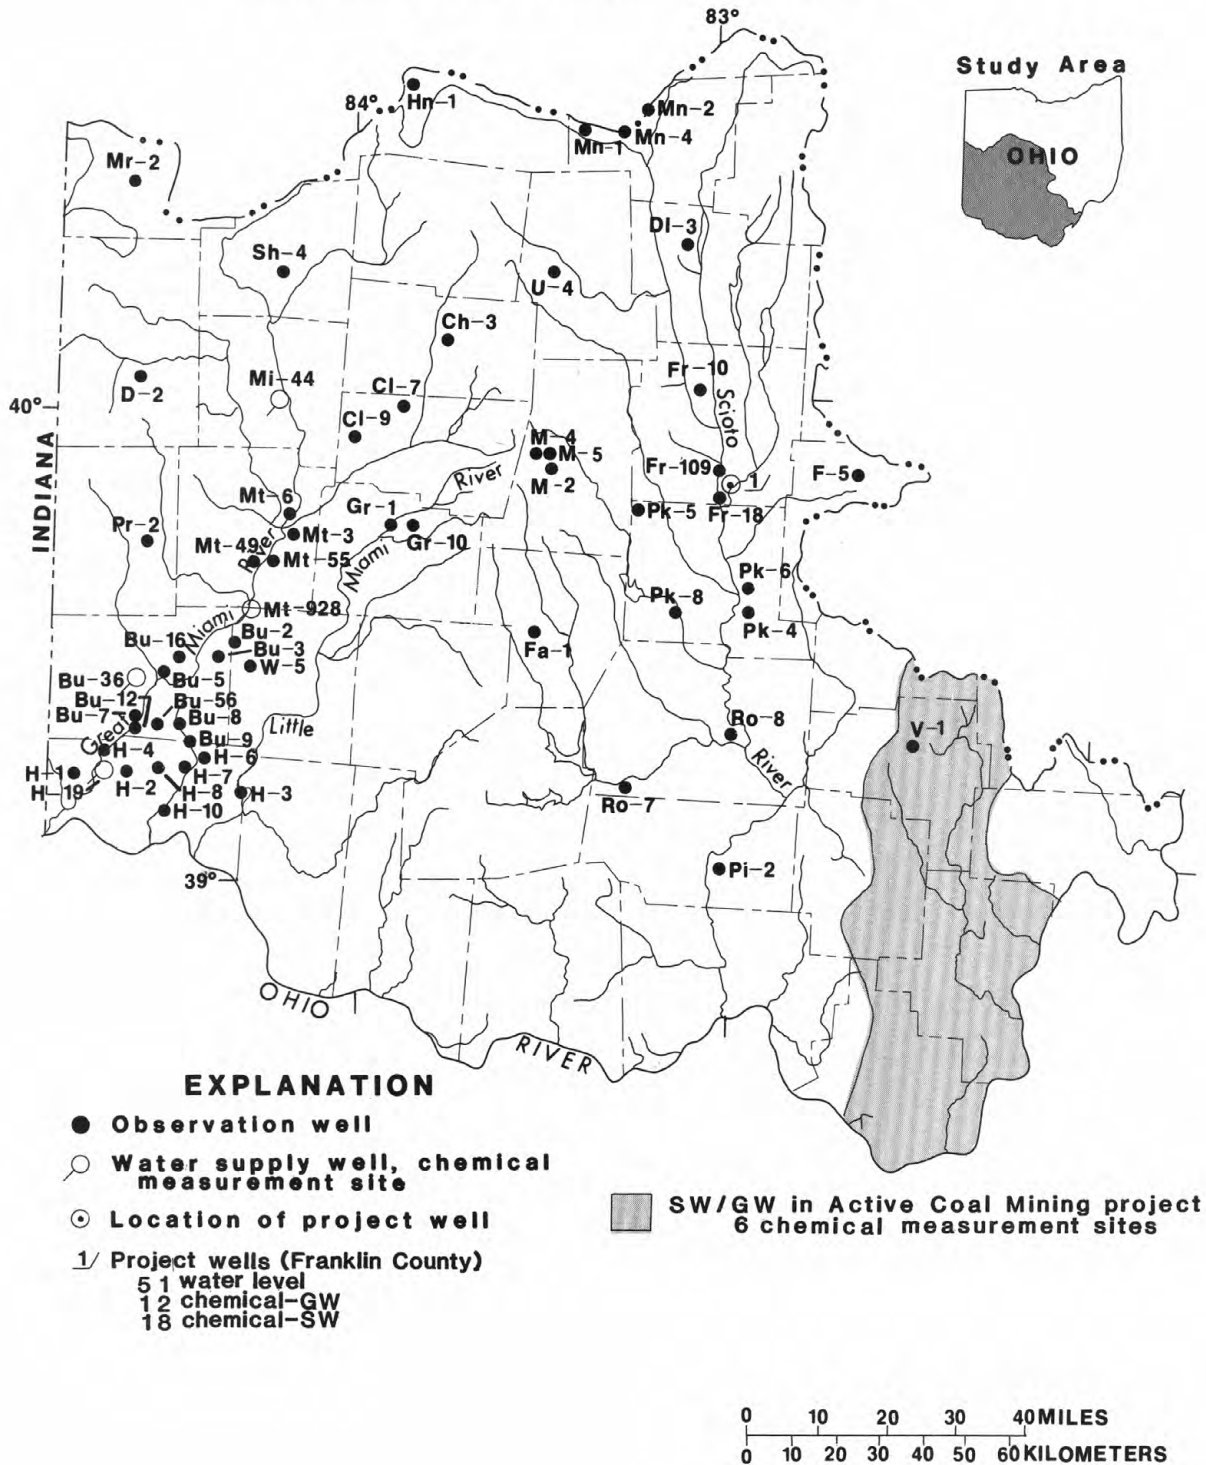 83°
Study Area
OHIO
84°
Hn-1
Mn-2
Mn-1
Mn-4
Mr-2
Dl-3
Sh-4
U-4
Ch-3
Mi-44
Fr-10
D-2
Cl-7
Scioto
40°
Cl-9
M-4
M-5
M-2
INDIANA
River
Fr-109
1
F-5
Mt-6
Gr-1
Pk-5
Fr-18
Pr-2
Mt-3
Gr-10
Mt-49
River
Mt-55
Miami
Pk-6
Mt-928
Pk-8
Pk-4
Miami
Bu-2
Bu-16
Bu-3
Fa-1
W-5
Bu-36
Bu-5
Bu-12
Bu-56
Bu-7
Bu-8
Great
Little
Ro-8
V-1
Bu-9
H-4
H-6
H-1
H-7
H-2
H-8
River
H-19
H-3
H-10
Ro-7
Pi-2
39°
OHIO
RIVER
EXPLANATION
Observation well
Water supply well, chemical
measurement site
Location of project well
1/ Project wells (Franklin County)
51 water level
12 chemical-GW
18 chemical-SW
SW/GW in Active Coal Mining project
6 chemical measurement sites
0 10 20 30 40 MILES
0 10 20 30 40 50 60 KILOMETERS